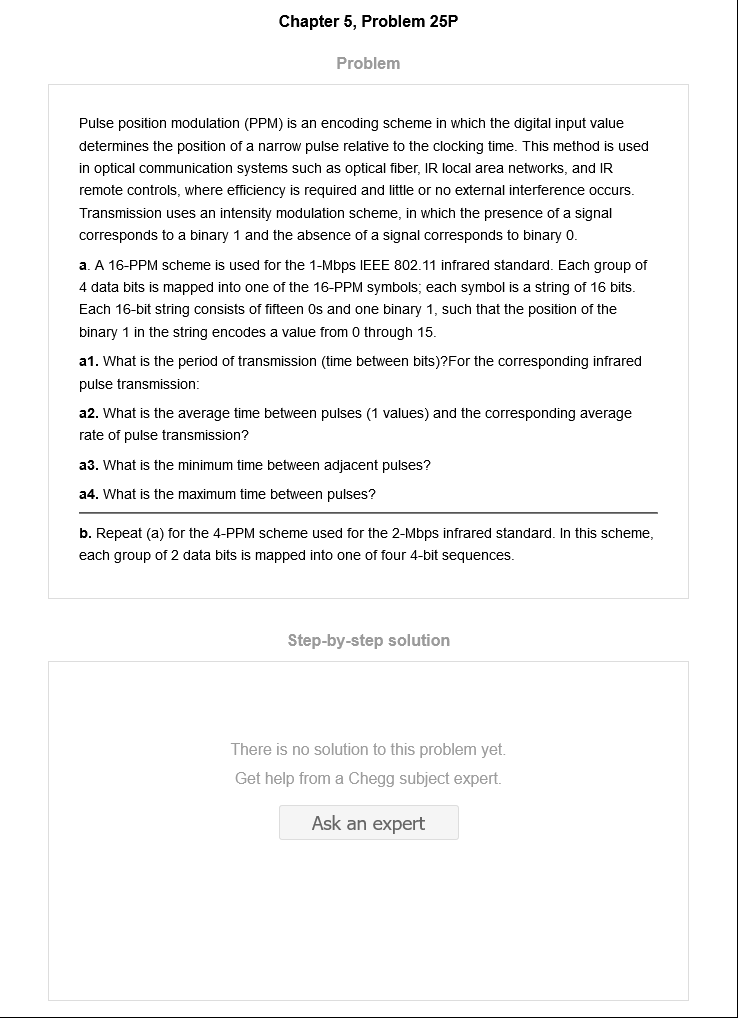 Chapter 5, Problem 25P
Problem
Pulse position modulation (PPM) is an encoding scheme in which the digital input value
determines the position of a narrow pulse relative to the clocking time. This method is used
in optical communication systems such as optical fiber, IR local area networks, and IR
remote controls, where efficiency is required and little or no external interference occurs.
Transmission uses an intensity modulation scheme, in which the presence of a signal
corresponds to a binary 1 and the absence of a signal corresponds to binary 0.
a. A 16-PPM scheme is used for the 1-Mbps IEEE 802.11 infrared standard. Each group of
4 data bits is mapped into one of the 16-PPM symbols; each symbol is a string of 16 bits.
Each 16-bit string consists of fifteen 0s and one binary 1, such that the position of the
binary 1 in the string encodes a value from 0 through 15.
a1. What is the period of transmission (time between bits)?For the corresponding infrared
pulse transmission:
a2. What is the average time between pulses (1 values) and the corresponding average
rate of pulse transmission?
a3. What is the minimum time between adjacent pulses?
a4. What is the maximum time between pulses?
b. Repeat (a) for the 4-PPM scheme used for the 2-Mbps infrared standard. In this scheme,
each group of 2 data bits is mapped into one of four 4-bit sequences.
Step-by-step solution
There is no solution to this problem yet.
Get help from a Chegg subject expert.
Ask an expert